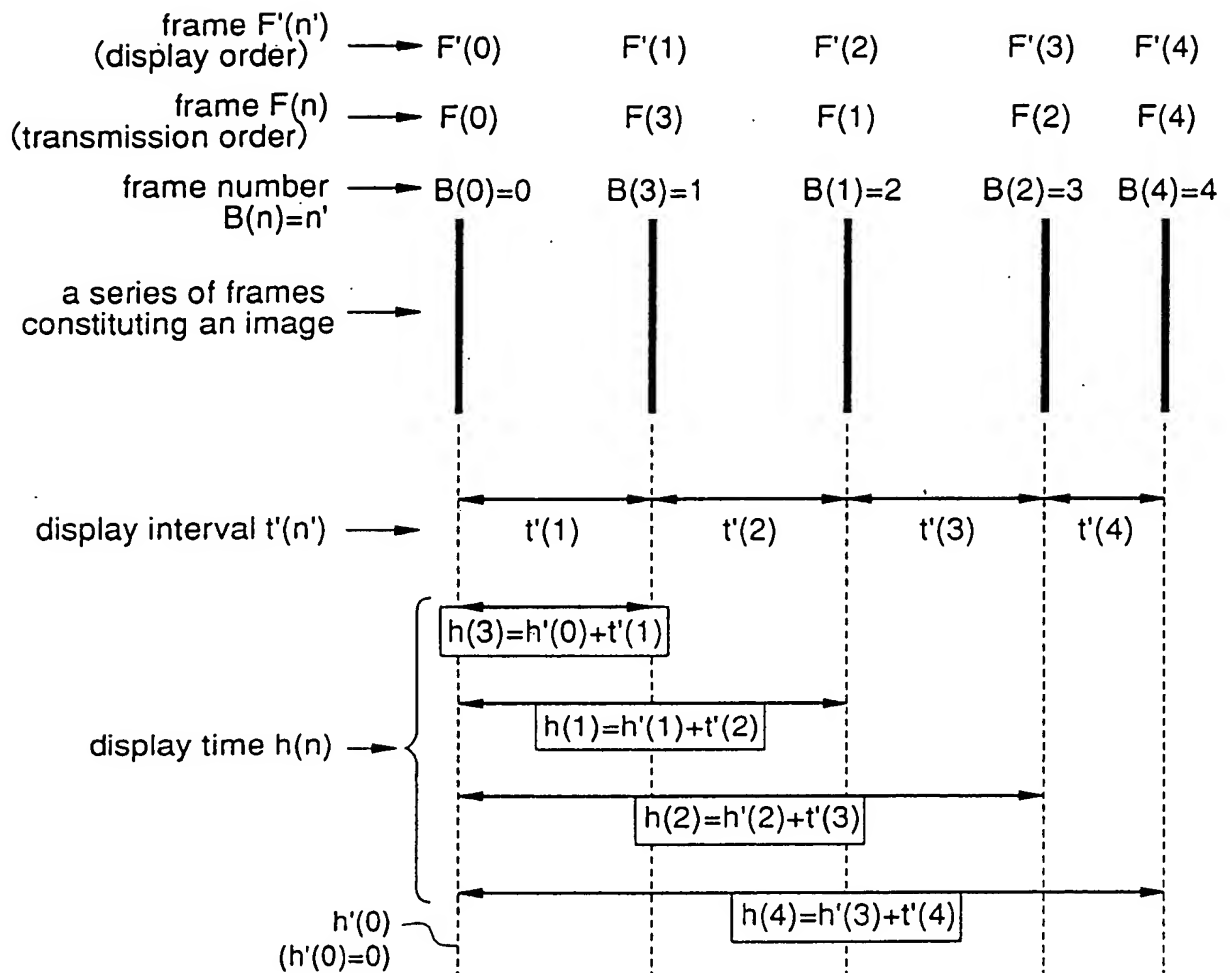 frame F'(n') F'(0) F'(1) F'(2) F'(3) F'(4)
(display order)
frame F(n) F(0) F(3) F(1) F(2) F(4)
(transmission order)
frame number B(0)=0 B(3)=1 B(1)=2 B(2)=3 B(4)=4
B(n)=n'
a series of frames
constituting an image
display interval t'(n') t'(1) t'(2) t'(3) t'(4)
h(3)=h'(0)+t'(1)
h(1)=h'(1)+t'(2)
display time h(n)
h(2)=h'(2)+t'(3)
h(4)=h'(3)+t'(4)
h'(0)
(h'(0)=0)